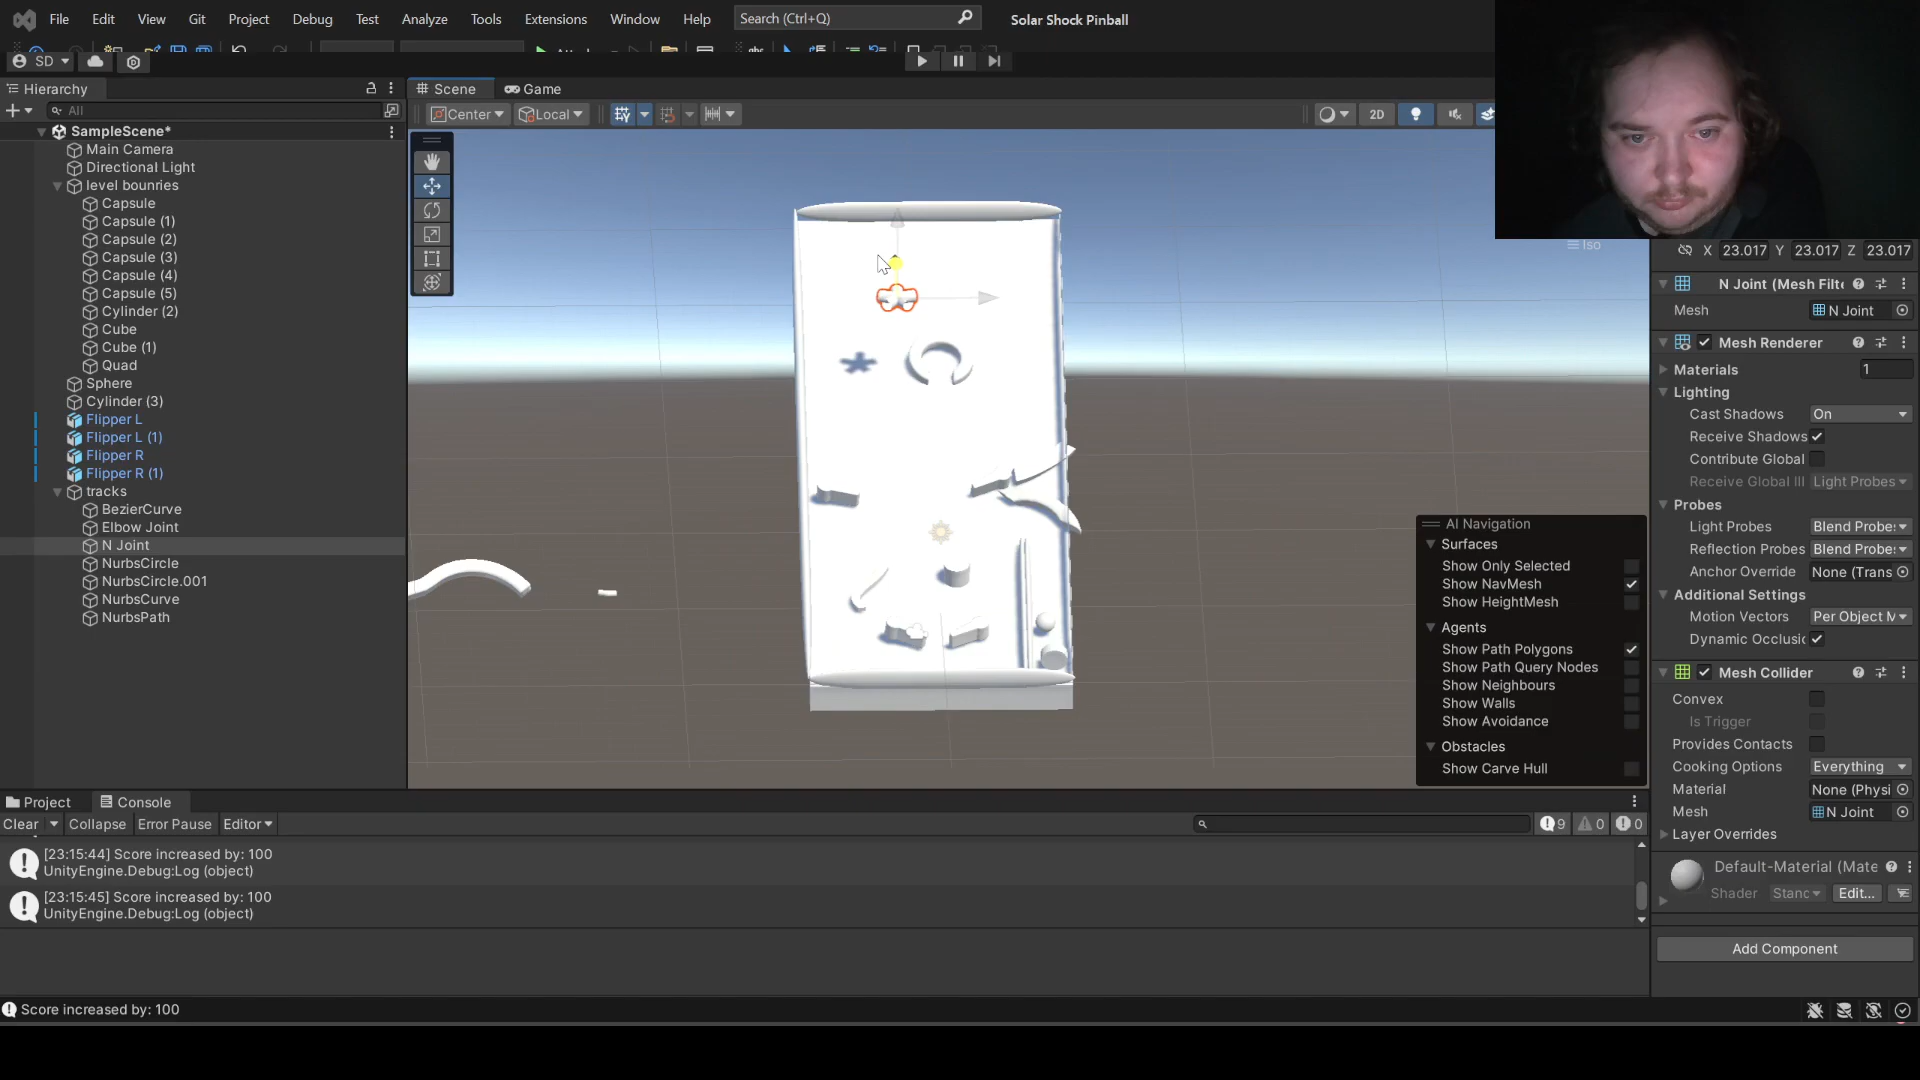 File Edit View Git Project Debug Test Analyze Tools Extensions Window Help Search (Ctrl+Q) Solar Shock Pinball
SD
Hierarchy
All
SampleScene*
Main Camera
Directional Light
level bounries
Capsule
Capsule (1)
Capsule (2)
Capsule (3)
Capsule (4)
Capsule (5)
Cylinder (2)
Cube
Cube (1)
Quad
Sphere
Cylinder (3)
Flipper L
Flipper L (1)
Flipper R
Flipper R (1)
tracks
BezierCurve
Elbow Joint
N Joint
NurbsCircle
NurbsCircle.001
NurbsCurve
NurbsPath
Scene Game
Center Local 2D
Iso
AI Navigation
Surfaces
Show Only Selected
Show NavMesh
Show HeightMesh
Agents
Show Path Polygons
Show Path Query Nodes
Show Neighbours
Show Walls
Show Avoidance
Obstacles
Show Carve Hull
X 23.017 Y 23.017 Z 23.017
N Joint (Mesh Filte
Mesh N Joint
Mesh Renderer
Materials 1
Lighting
Cast Shadows On
Receive Shadows
Contribute Global
Receive Global Ill Light Probes
Probes
Light Probes Blend Probe
Reflection Probes Blend Probe
Anchor Override None (Trans
Additional Settings
Motion Vectors Per Object M
Dynamic Occlusic
Mesh Collider
Convex
Is Trigger
Provides Contacts
Cooking Options Everything
Material None (Physi
Mesh N Joint
Layer Overrides
Default-Material (Mate
Shader Stanc Edit...
Add Component
Project Console
Clear Collapse Error Pause Editor 9 0 0
[23:15:44] Score increased by: 100
UnityEngine.Debug:Log (object)
[23:15:45] Score increased by: 100
UnityEngine.Debug:Log (object)
Score increased by: 100